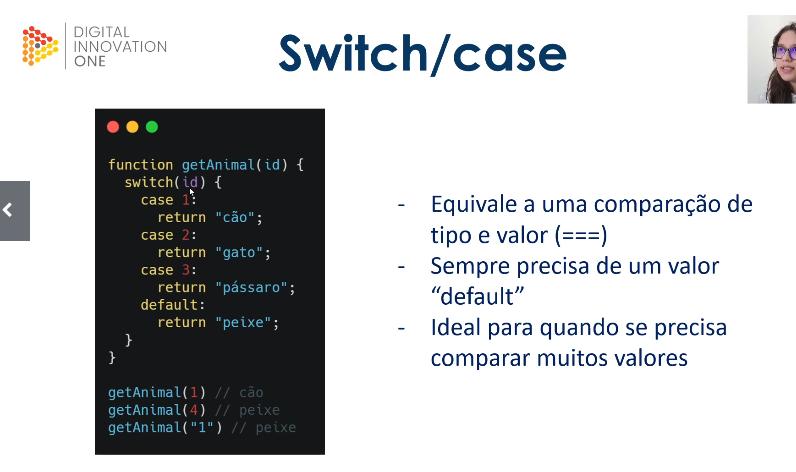 DIGITAL
INNOVATION
ONE
Switch/case
function getAnimal(id) {
switch(id) {
case 1:
return "cão";
case 2:
return "gato";
case 3:
return "pássaro";
default:
return "peixe";
}
}
getAnimal(1) // cão
getAnimal(4) // peixe
getAnimal("1") // peixe
- Equivale a uma comparação de
tipo e valor (===)
- Sempre precisa de um valor
“default”
- Ideal para quando se precisa
comparar muitos valores